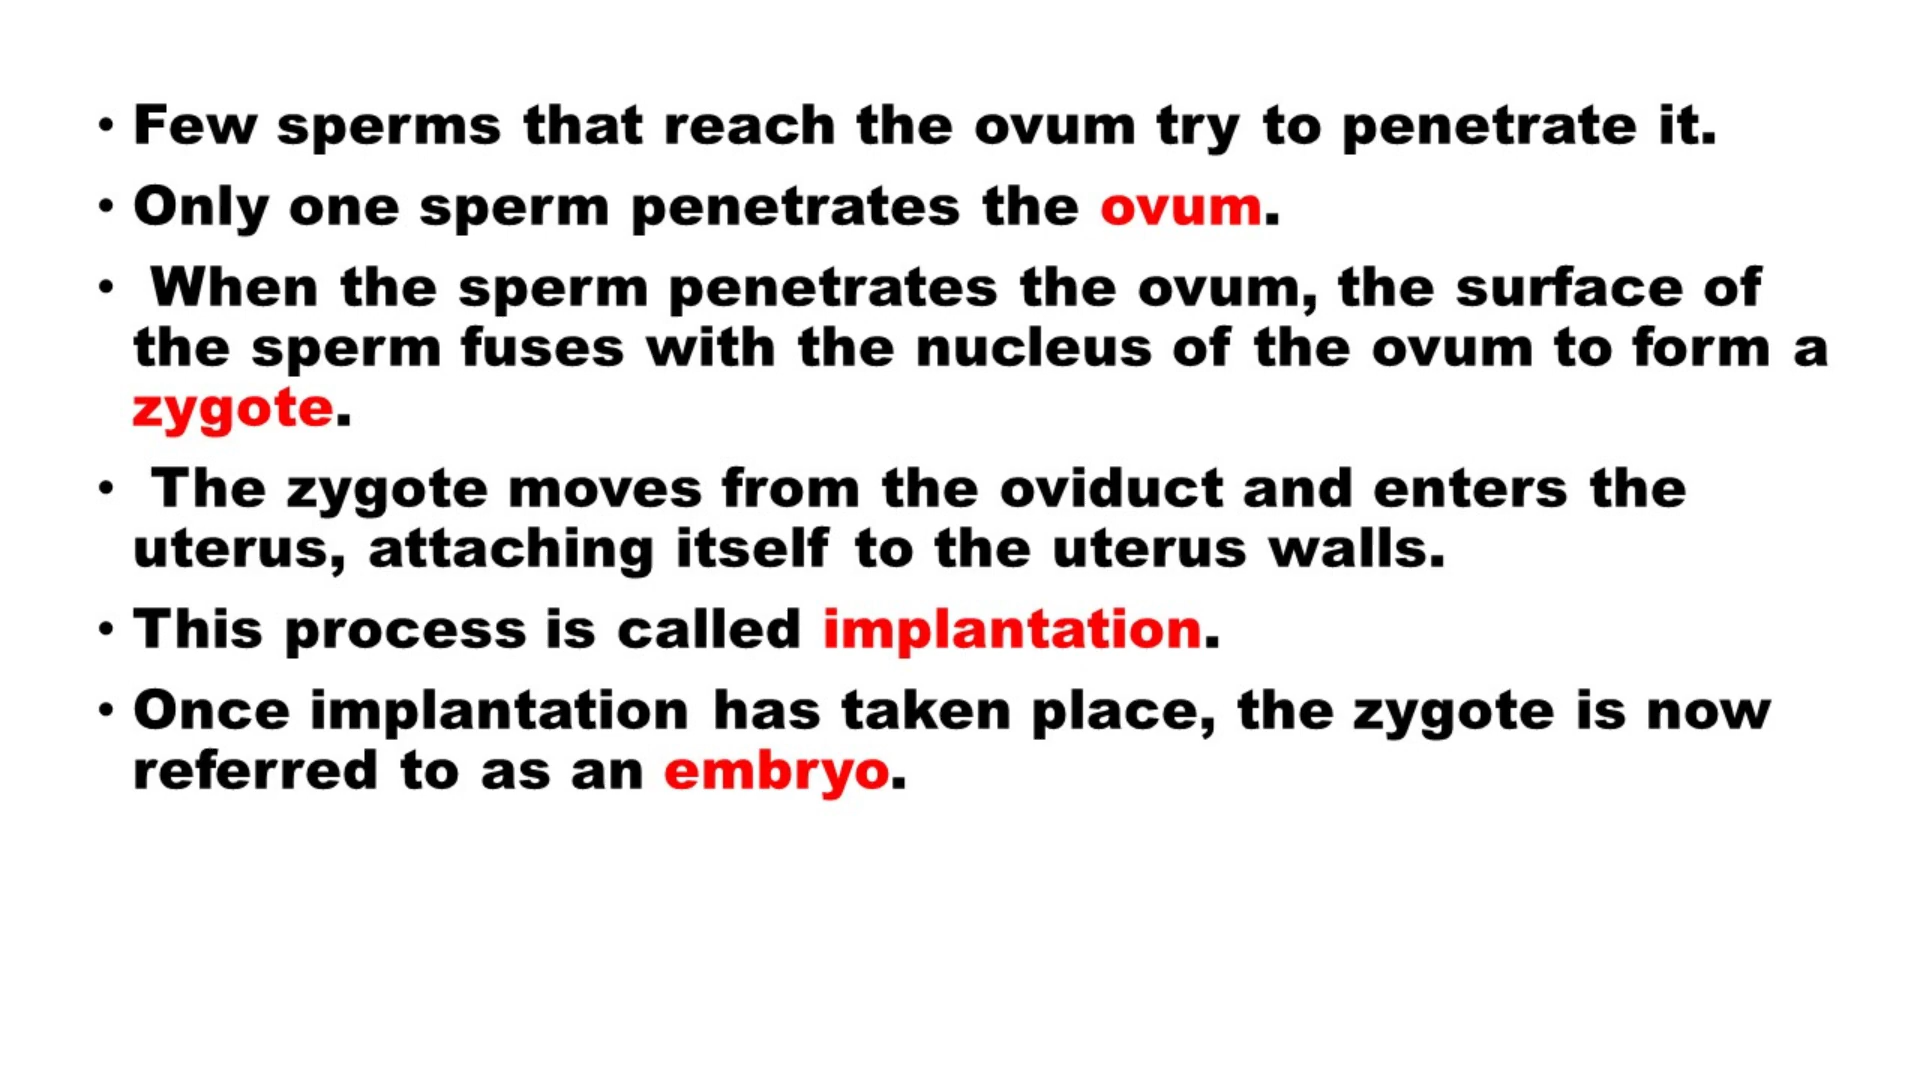 • Few sperms that reach the ovum try to penetrate it.
• Only one sperm penetrates the ovum.
• When the sperm penetrates the ovum, the surface of
the sperm fuses with the nucleus of the ovum to form a
zygote.
• The zygote moves from the oviduct and enters the
uterus, attaching itself to the uterus walls.
• This process is called implantation.
• Once implantation has taken place, the zygote is now
referred to as an embryo.